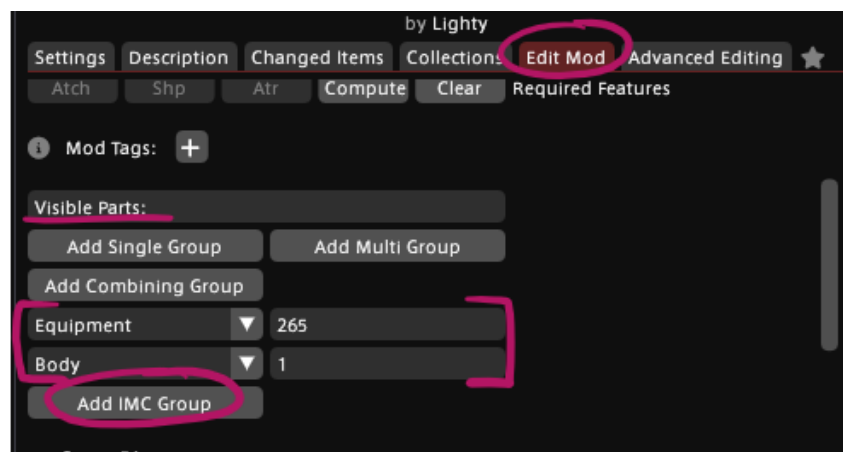 by Lighty
Settings Description Changed Items Collections Edit Mod Advanced Editing
Atch Shp Atr Compute Clear Required Features
Mod Tags: +
Visible Parts:
Add Single Group Add Multi Group
Add Combining Group
Equipment 265
Body 1
Add IMC Group